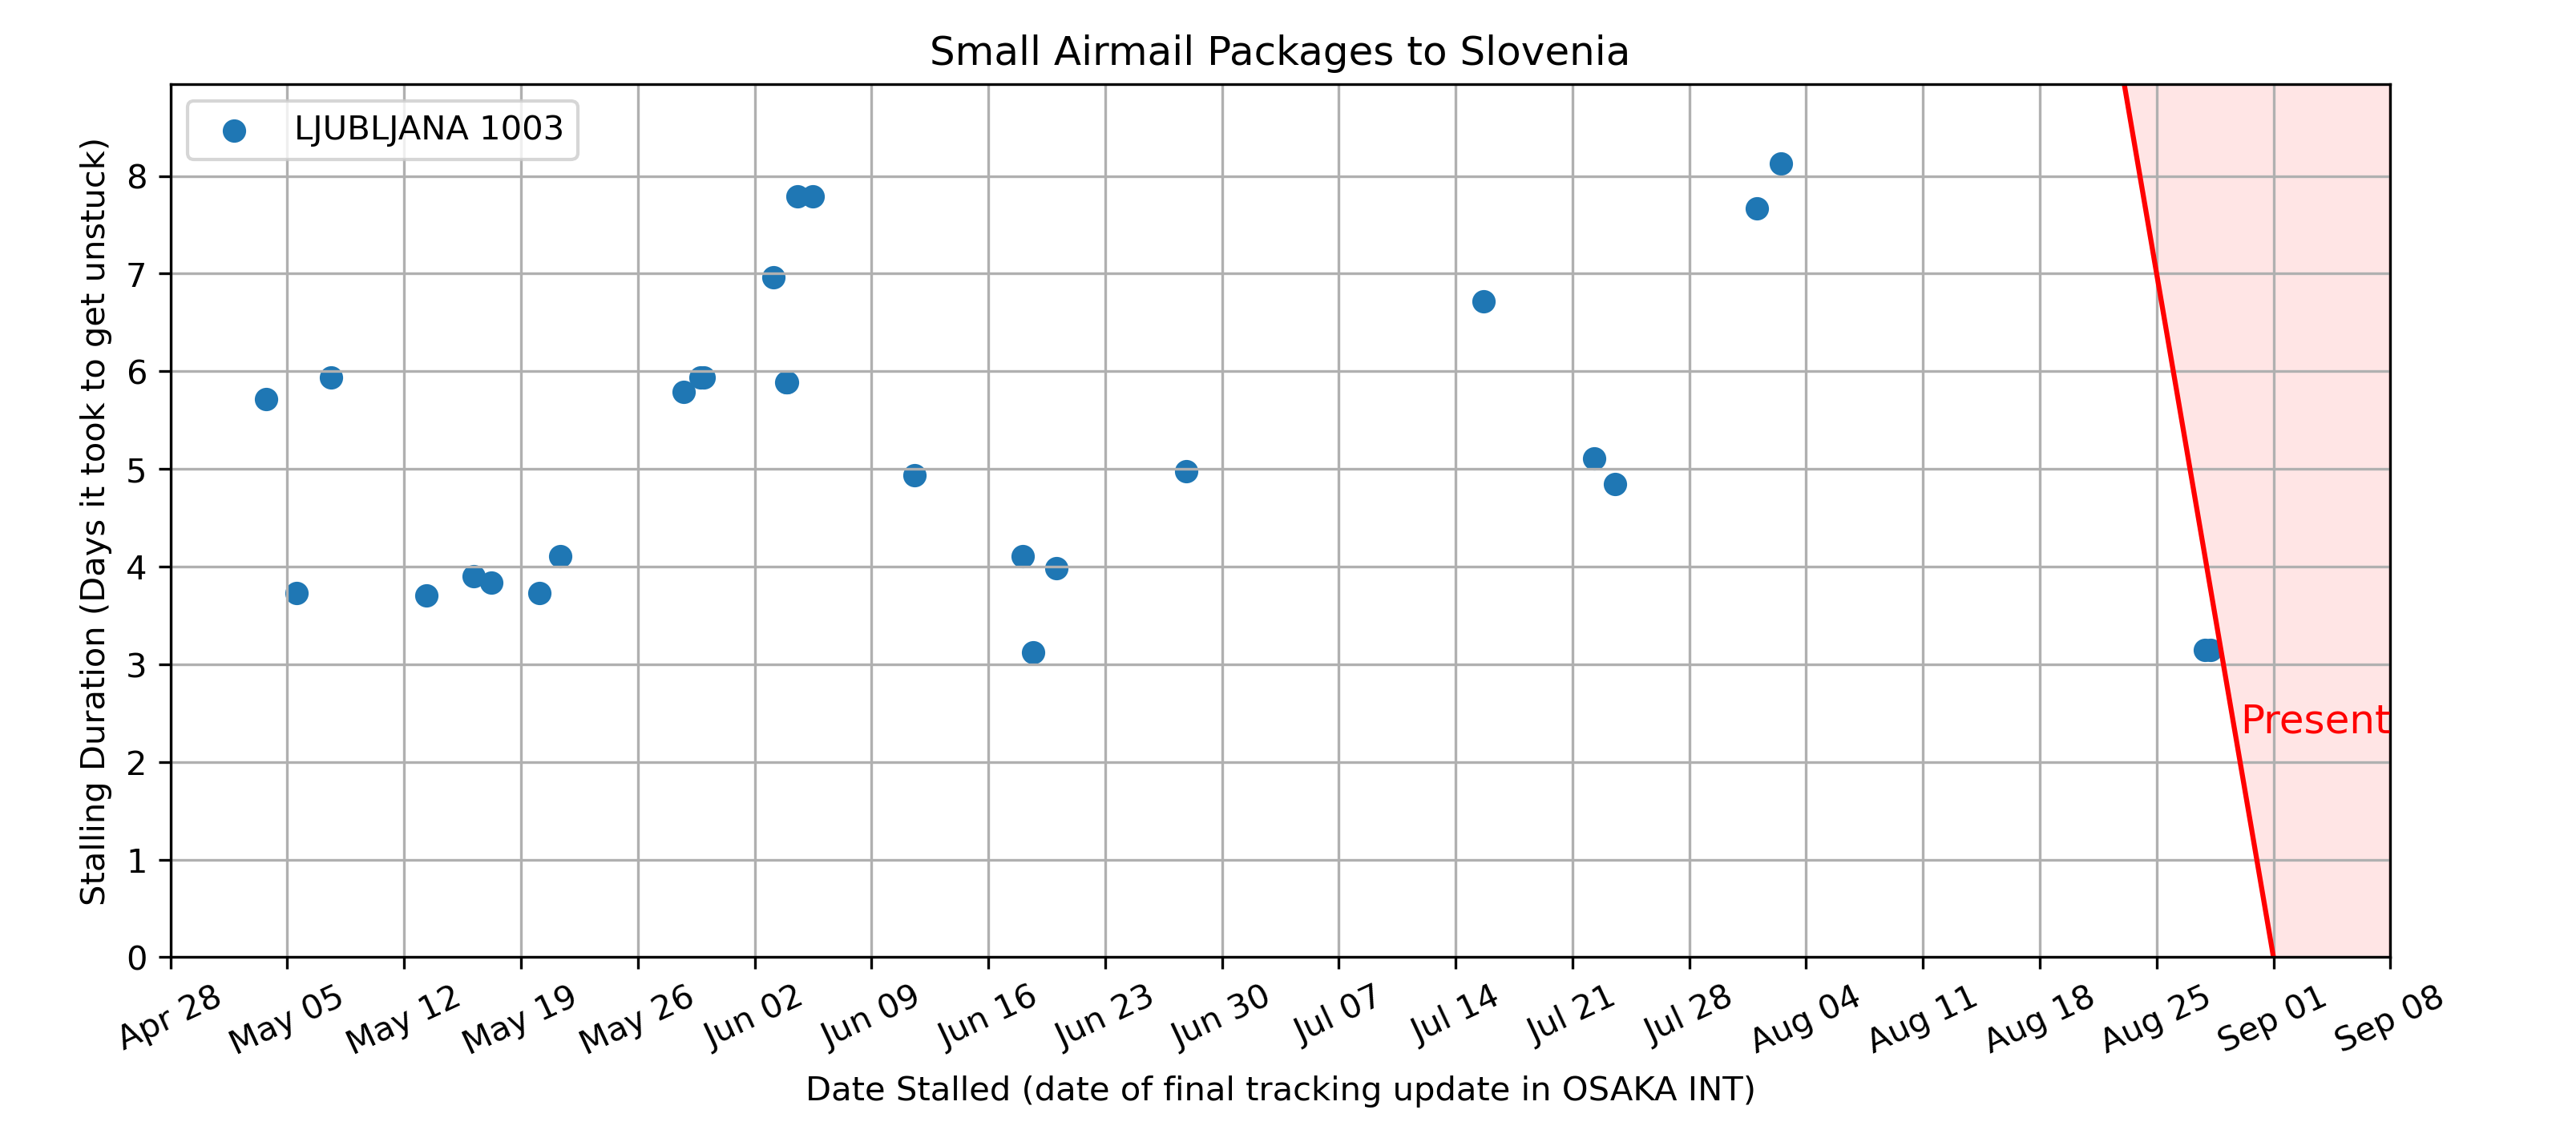 Small Airmail Packages to Slovenia
LJUBLJANA 1003
Stalling Duration (Days it took to get unstuck)
8
7
6
5
4
3
2
1
0
Present
Apr 28
May 05
May 12
May 19
May 26
Jun 02
Jun 09
Jun 16
Jun 23
Jun 30
Jul 07
Jul 14
Jul 21
Jul 28
Aug 04
Aug 11
Aug 18
Aug 25
Sep 01
Sep 08
Date Stalled (date of final tracking update in OSAKA INT)